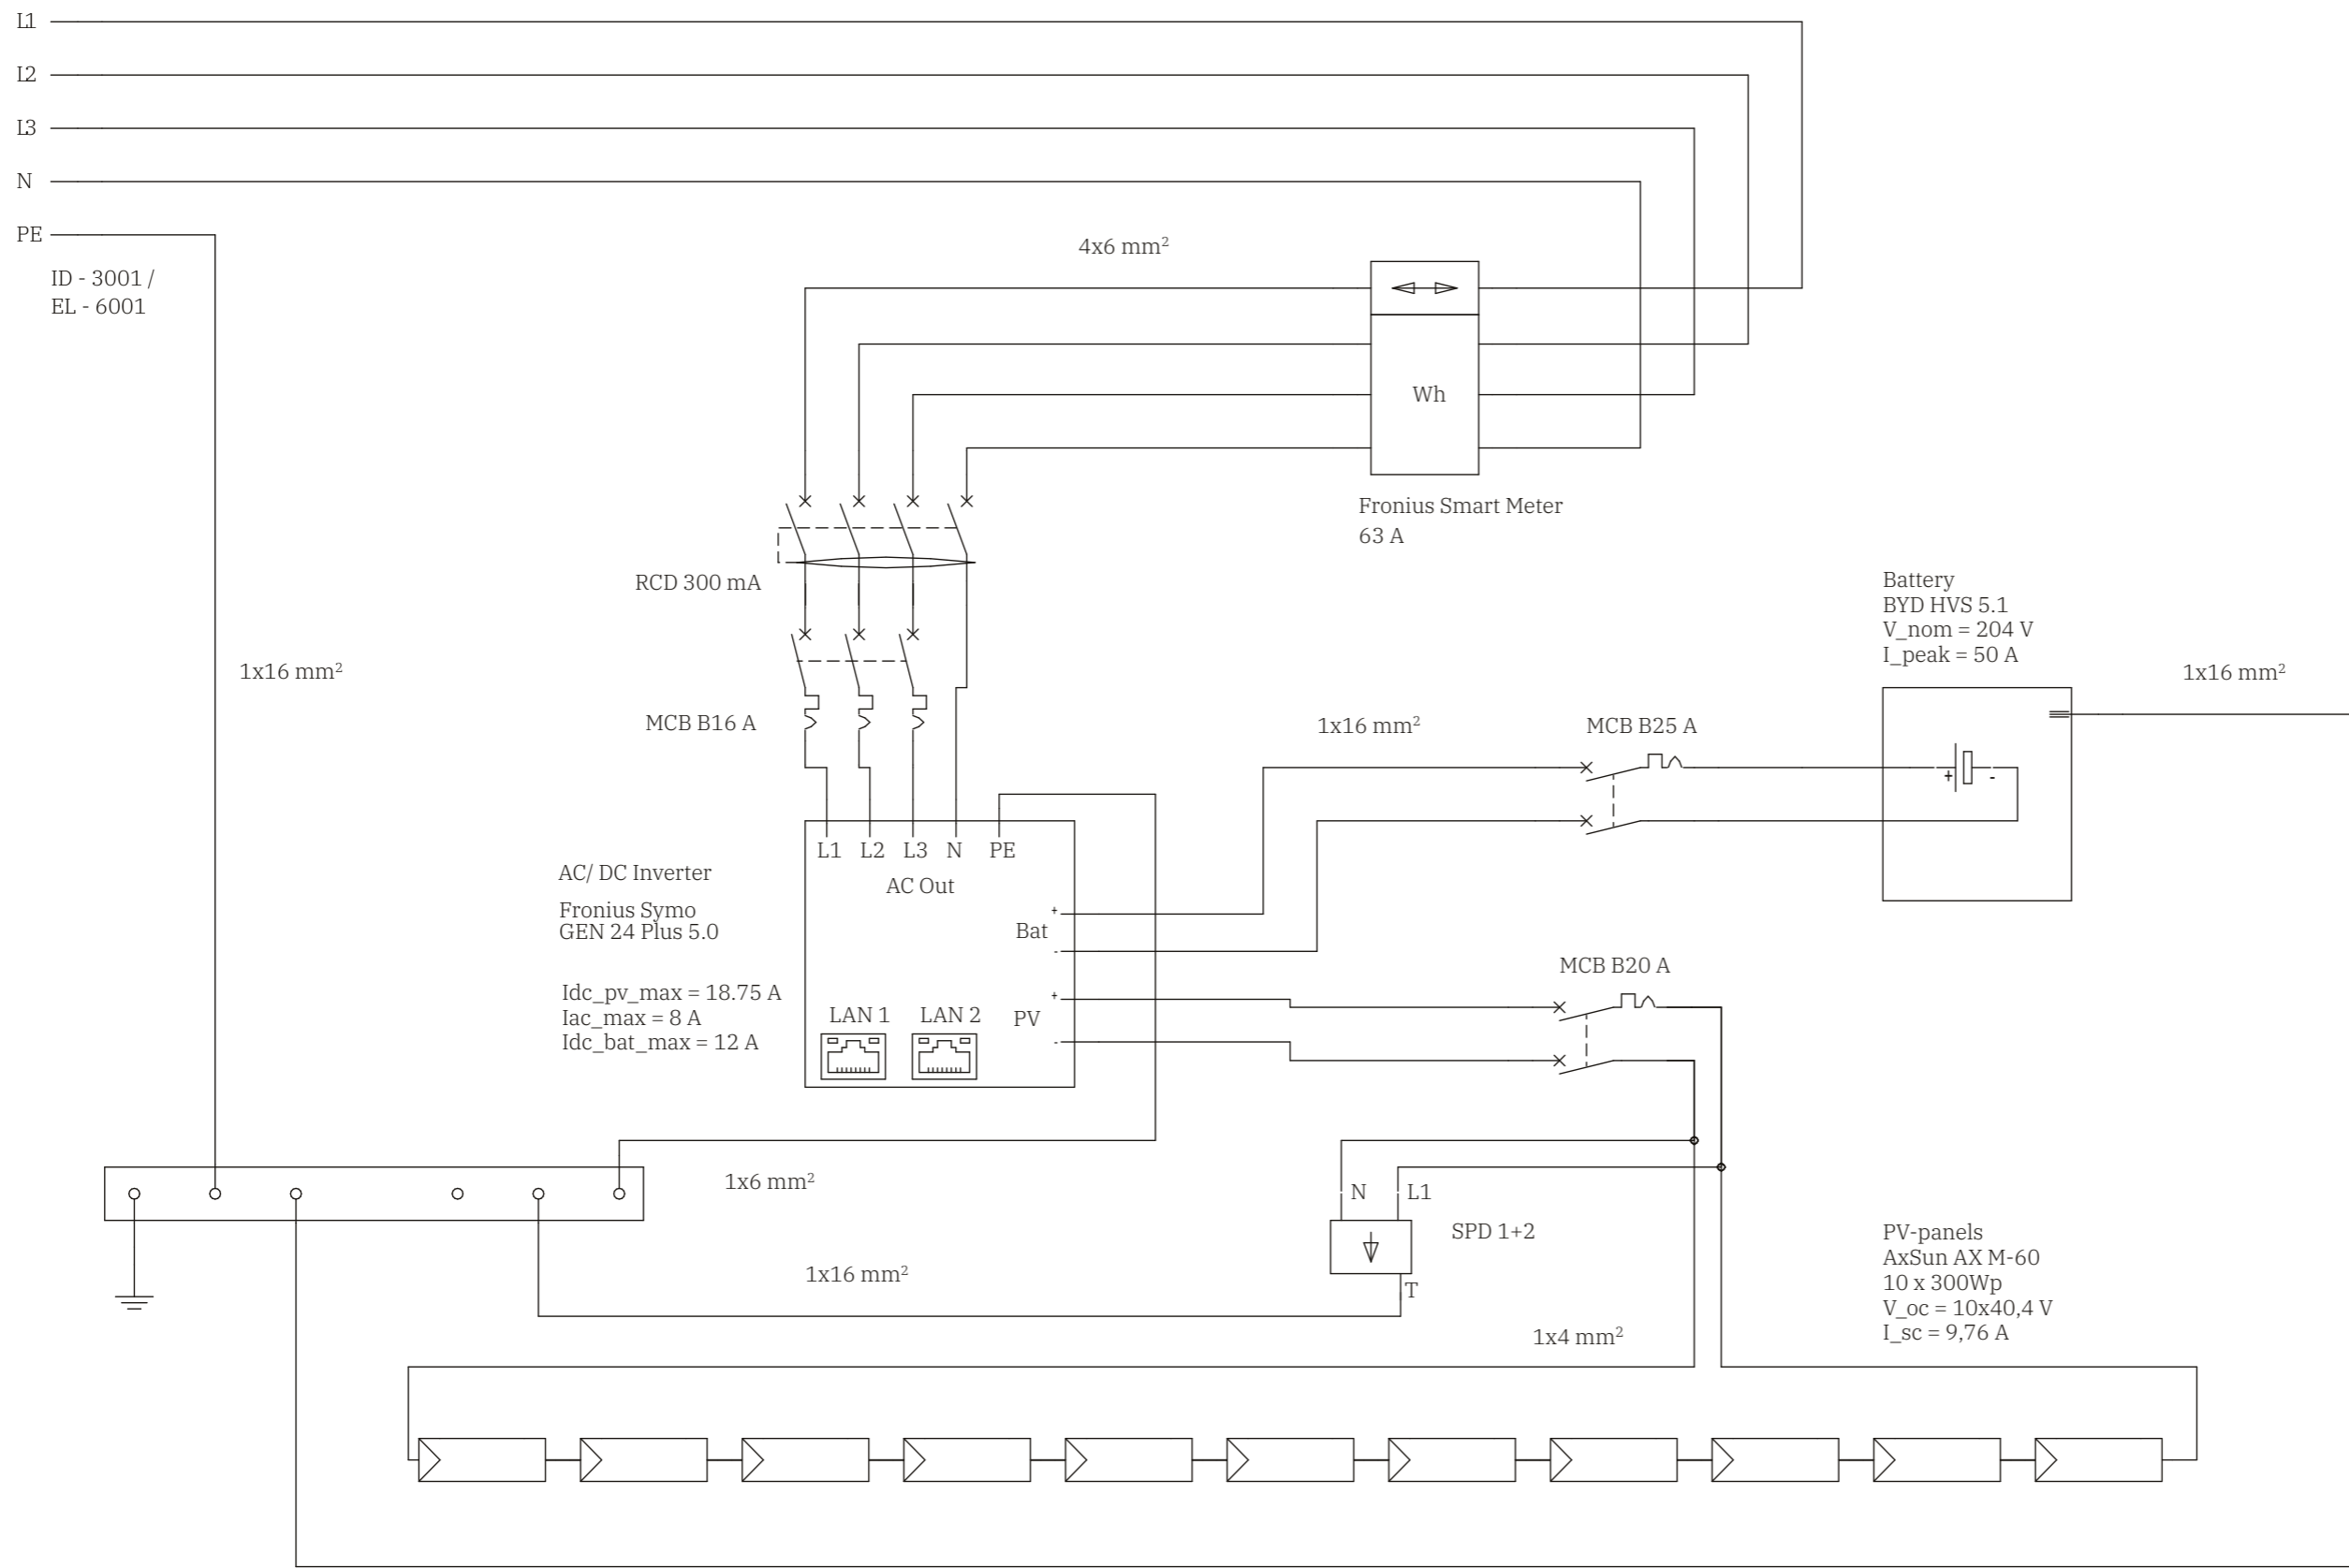 L1
L2
L3
N
PE
ID - 3001 /
EL - 6001
4x6 mm²
Wh
Fronius Smart Meter
63 A
RCD 300 mA
Battery
BYD HVS 5.1
V_nom = 204 V
I_peak = 50 A
1x16 mm²
1x16 mm²
MCB B16 A
1x16 mm²
MCB B25 A
+ -
L1 L2 L3 N PE
AC Out
AC/ DC Inverter
Fronius Symo
GEN 24 Plus 5.0
+
Bat
-
MCB B20 A
Idc_pv_max = 18.75 A
Iac_max = 8 A
Idc_bat_max = 12 A
LAN 1 LAN 2
+
PV
-
1x6 mm²
N L1
SPD 1+2
T
1x16 mm²
PV-panels
AxSun AX M-60
10 x 300Wp
V_oc = 10x40,4 V
I_sc = 9,76 A
1x4 mm²